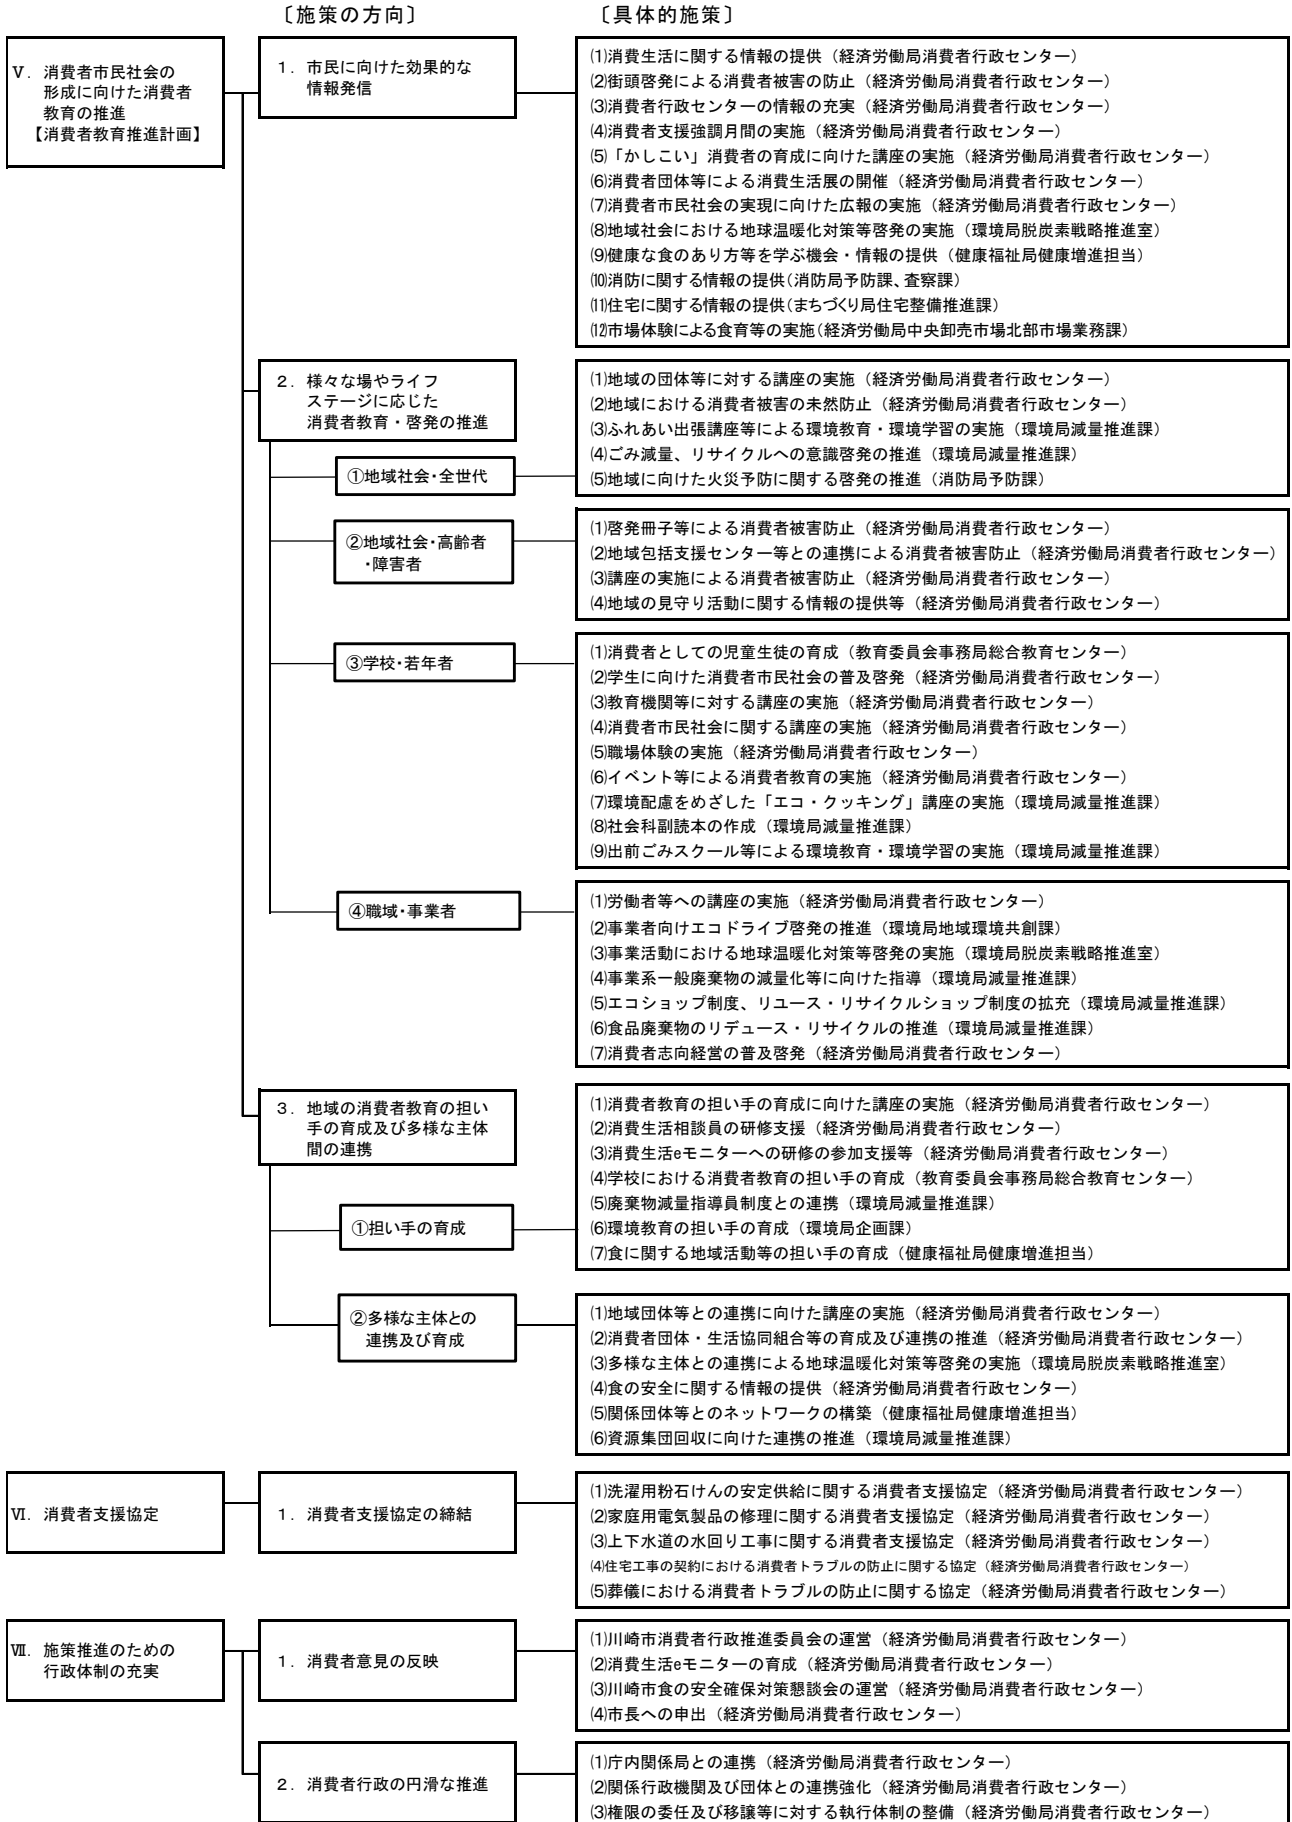 〔施策の方向〕
〔具体的施策〕
Ⅴ．消費者市民社会の
形成に向けた消費者
教育の推進
【消費者教育推進計画】
１．市民に向けた効果的な
情報発信
⑴消費生活に関する情報の提供（経済労働局消費者行政センター）
⑵街頭啓発による消費者被害の防止（経済労働局消費者行政センター）
⑶消費者行政センターの情報の充実（経済労働局消費者行政センター）
⑷消費者支援強調月間の実施（経済労働局消費者行政センター）
⑸「かしこい」消費者の育成に向けた講座の実施（経済労働局消費者行政センター）
⑹消費者団体等による消費生活展の開催（経済労働局消費者行政センター）
⑺消費者市民社会の実現に向けた広報の実施（経済労働局消費者行政センター）
⑻地域社会における地球温暖化対策等啓発の実施（環境局脱炭素戦略推進室）
⑼健康な食のあり方等を学ぶ機会・情報の提供（健康福祉局健康増進担当）
⑽消防に関する情報の提供（消防局予防課、査察課）
⑾住宅に関する情報の提供（まちづくり局住宅整備推進課）
⑿市場体験による食育等の実施（経済労働局中央卸売市場北部市場業務課）
２．様々な場やライフ
ステージに応じた
消費者教育・啓発の推進
①地域社会・全世代
⑴地域の団体等に対する講座の実施（経済労働局消費者行政センター）
⑵地域における消費者被害の未然防止（経済労働局消費者行政センター）
⑶ふれあい出張講座等による環境教育・環境学習の実施（環境局減量推進課）
⑷ごみ減量、リサイクルへの意識啓発の推進（環境局減量推進課）
⑸地域に向けた火災予防に関する啓発の推進（消防局予防課）
②地域社会・高齢者
・障害者
⑴啓発冊子等による消費者被害防止（経済労働局消費者行政センター）
⑵地域包括支援センター等との連携による消費者被害防止（経済労働局消費者行政センター）
⑶講座の実施による消費者被害防止（経済労働局消費者行政センター）
⑷地域の見守り活動に関する情報の提供等（経済労働局消費者行政センター）
③学校・若年者
⑴消費者としての児童生徒の育成（教育委員会事務局総合教育センター）
⑵学生に向けた消費者市民社会の普及啓発（経済労働局消費者行政センター）
⑶教育機関等に対する講座の実施（経済労働局消費者行政センター）
⑷消費者市民社会に関する講座の実施（経済労働局消費者行政センター）
⑸職場体験の実施（経済労働局消費者行政センター）
⑹イベント等による消費者教育の実施（経済労働局消費者行政センター）
⑺環境配慮をめざした「エコ・クッキング」講座の実施（環境局減量推進課）
⑻社会科副読本の作成（環境局減量推進課）
⑼出前ごみスクール等による環境教育・環境学習の実施（環境局減量推進課）
④職域・事業者
⑴労働者等への講座の実施（経済労働局消費者行政センター）
⑵事業者向けエコドライブ啓発の推進（環境局地域環境共創課）
⑶事業活動における地球温暖化対策等啓発の実施（環境局脱炭素戦略推進室）
⑷事業系一般廃棄物の減量化等に向けた指導（環境局減量推進課）
⑸エコショップ制度、リユース・リサイクルショップ制度の拡充（環境局減量推進課）
⑹食品廃棄物のリデュース・リサイクルの推進（環境局減量推進課）
⑺消費者志向経営の普及啓発（経済労働局消費者行政センター）
３．地域の消費者教育の担い
手の育成及び多様な主体
間の連携
①担い手の育成
⑴消費者教育の担い手の育成に向けた講座の実施（経済労働局消費者行政センター）
⑵消費生活相談員の研修支援（経済労働局消費者行政センター）
⑶消費生活eモニターへの研修の参加支援等（経済労働局消費者行政センター）
⑷学校における消費者教育の担い手の育成（教育委員会事務局総合教育センター）
⑸廃棄物減量指導員制度との連携（環境局減量推進課）
⑹環境教育の担い手の育成（環境局企画課）
⑺食に関する地域活動等の担い手の育成（健康福祉局健康増進担当）
②多様な主体との
連携及び育成
⑴地域団体等との連携に向けた講座の実施（経済労働局消費者行政センター）
⑵消費者団体・生活協同組合等の育成及び連携の推進（経済労働局消費者行政センター）
⑶多様な主体との連携による地球温暖化対策等啓発の実施（環境局脱炭素戦略推進室）
⑷食の安全に関する情報の提供（経済労働局消費者行政センター）
⑸関係団体等とのネットワークの構築（健康福祉局健康増進担当）
⑹資源集団回収に向けた連携の推進（環境局減量推進課）
Ⅵ．消費者支援協定
１．消費者支援協定の締結
⑴洗濯用粉石けんの安定供給に関する消費者支援協定（経済労働局消費者行政センター）
⑵家庭用電気製品の修理に関する消費者支援協定（経済労働局消費者行政センター）
⑶上下水道の水回り工事に関する消費者支援協定（経済労働局消費者行政センター）
⑷住宅工事の契約における消費者トラブルの防止に関する協定（経済労働局消費者行政センター）
⑸葬儀における消費者トラブルの防止に関する協定（経済労働局消費者行政センター）
Ⅶ．施策推進のための
行政体制の充実
１．消費者意見の反映
⑴川崎市消費者行政推進委員会の運営（経済労働局消費者行政センター）
⑵消費生活eモニターの育成（経済労働局消費者行政センター）
⑶川崎市食の安全確保対策懇談会の運営（経済労働局消費者行政センター）
⑷市長への申出（経済労働局消費者行政センター）
２．消費者行政の円滑な推進
⑴庁内関係局との連携（経済労働局消費者行政センター）
⑵関係行政機関及び団体との連携強化（経済労働局消費者行政センター）
⑶権限の委任及び移譲等に対する執行体制の整備（経済労働局消費者行政センター）